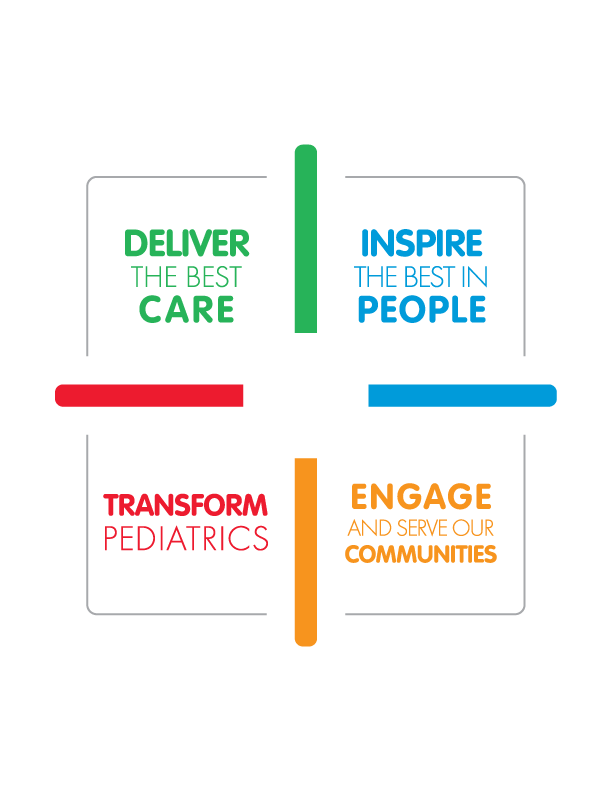 DELIVER
THE BEST
CARE
INSPIRE
THE BEST IN
PEOPLE
TRANSFORM
PEDIATRICS
ENGAGE
AND SERVE OUR
COMMUNITIES